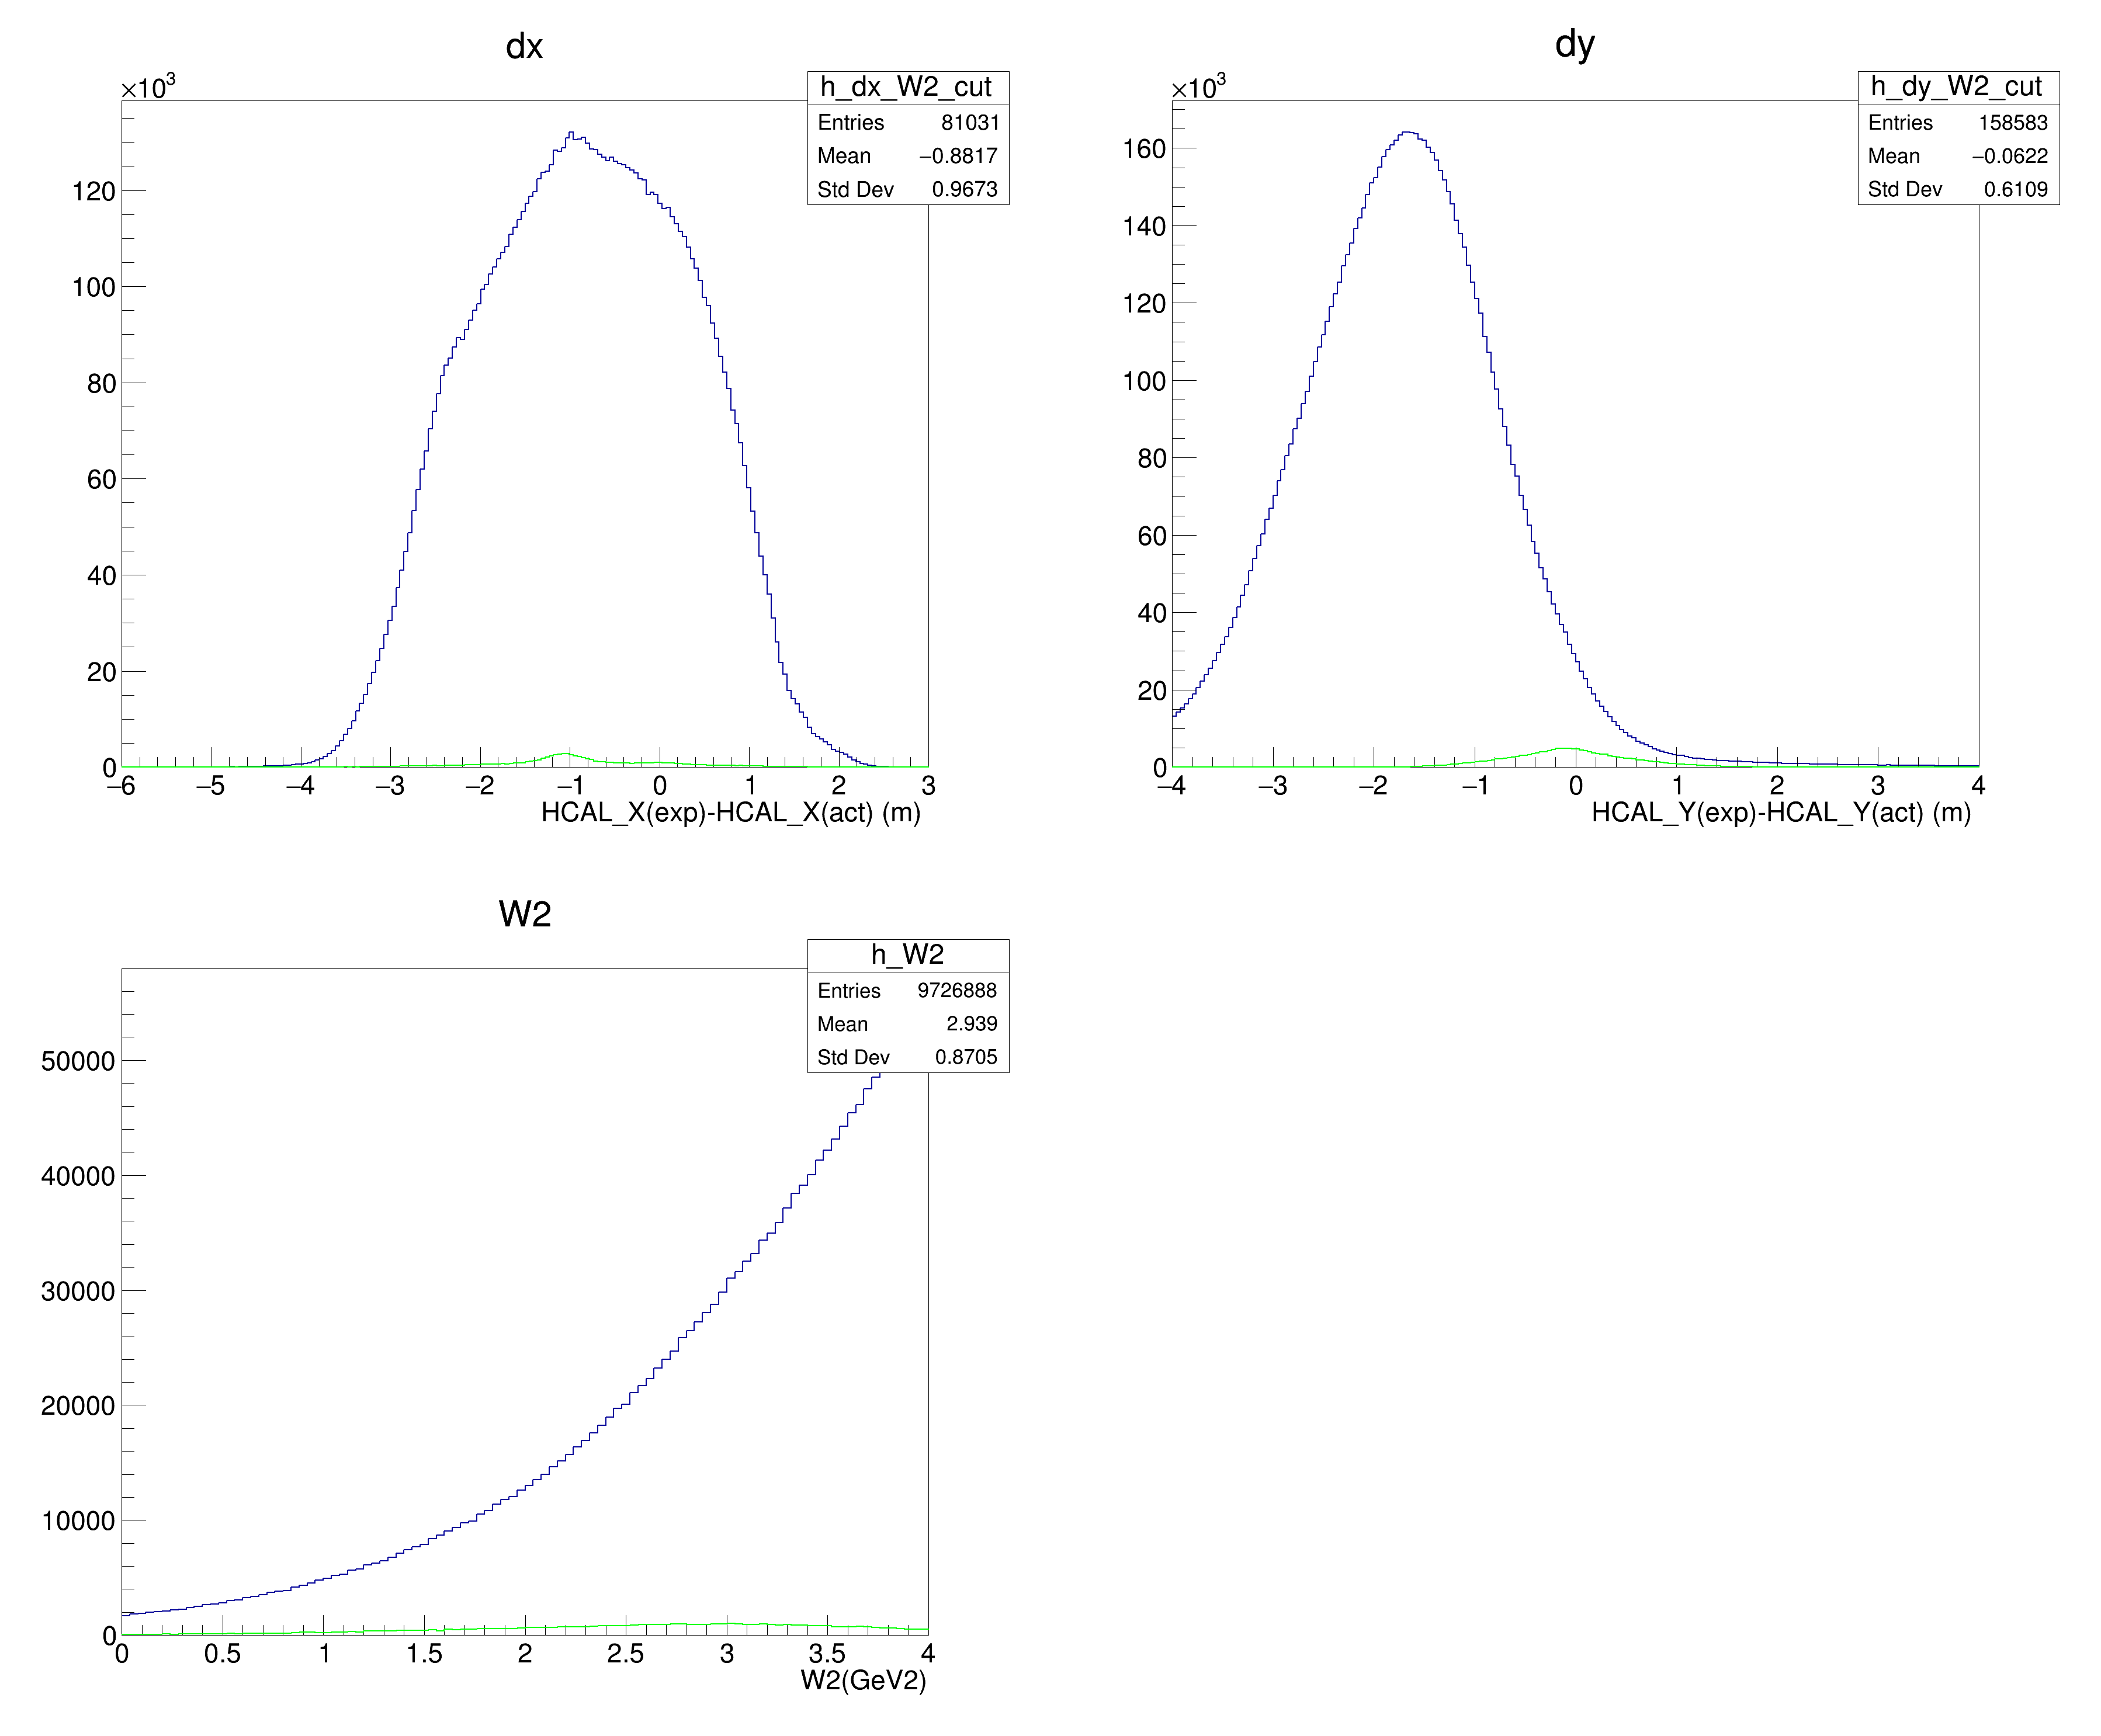 dx
×10³
h_dx_W2_cut
Entries 81031
Mean −0.8817
Std Dev 0.9673
120
100
80
60
40
20
0
−6 −5 −4 −3 −2 −1 0 1 2 3
HCAL_X(exp)-HCAL_X(act) (m)
dy
×10³
h_dy_W2_cut
Entries 158583
Mean −0.0622
Std Dev 0.6109
160
140
120
100
80
60
40
20
0
−4 −3 −2 −1 0 1 2 3 4
HCAL_Y(exp)-HCAL_Y(act) (m)
W2
h_W2
Entries 9726888
Mean 2.939
Std Dev 0.8705
50000
40000
30000
20000
10000
0
0 0.5 1 1.5 2 2.5 3 3.5 4
W2(GeV2)